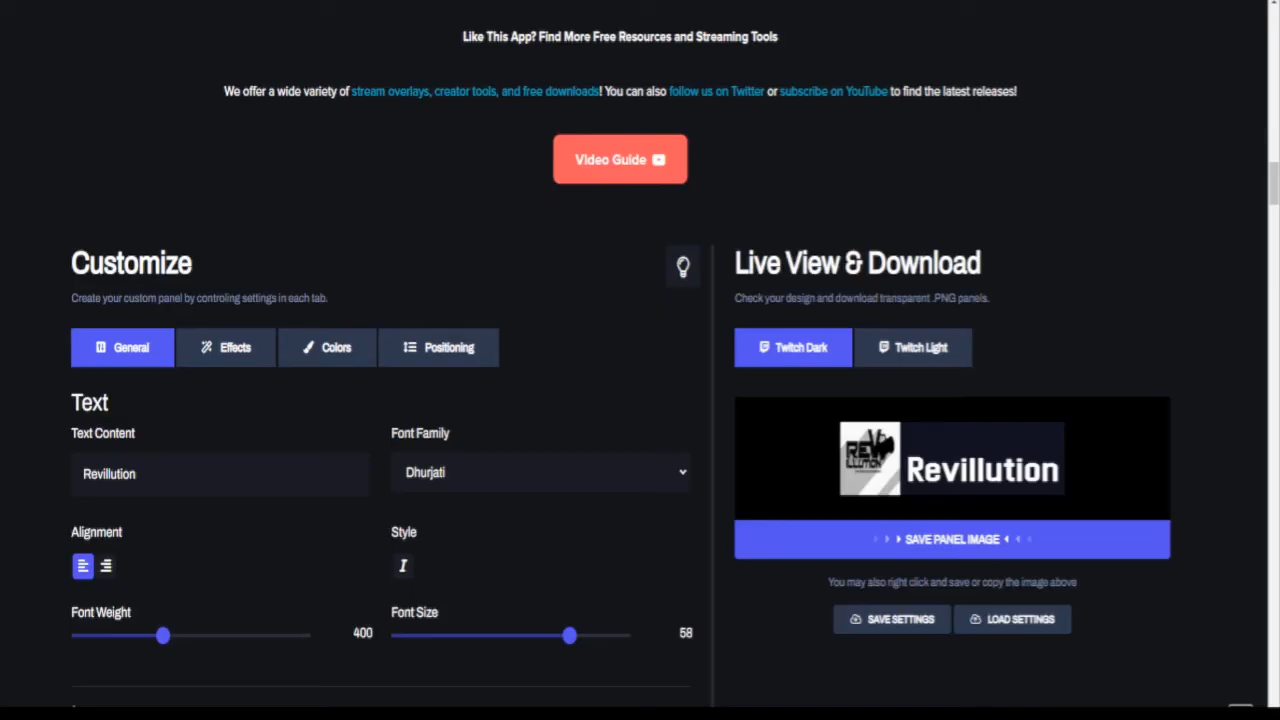 Like This App? Find More Free Resources and Streaming Tools
We offer a wide variety of stream overlays, creator tools, and free downloads! You can also follow us on Twitter or subscribe on YouTube to find the latest releases!
Video Guide
Customize
Create your custom panel by controling settings in each tab.
General
Effects
Colors
Positioning
Text
Text Content
Font Family
Revillution
Dhurjati
Alignment
Style
I
Font Weight
Font Size
400
58
Live View & Download
Check your design and download transparent .PNG panels.
Twitch Dark
Twitch Light
REV
ILLUTION
Revillution
SAVE PANEL IMAGE
You may also right click and save or copy the image above
SAVE SETTINGS
LOAD SETTINGS